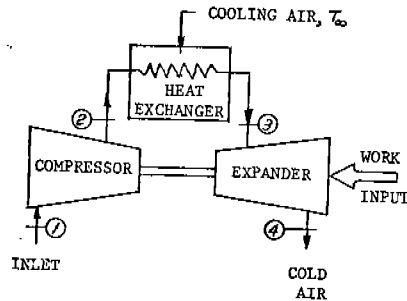 COOLING AIR, T∞
HEAT
EXCHANGER
2
3
COMPRESSOR
EXPANDER
WORK
INPUT
1
4
INLET
COLD
AIR